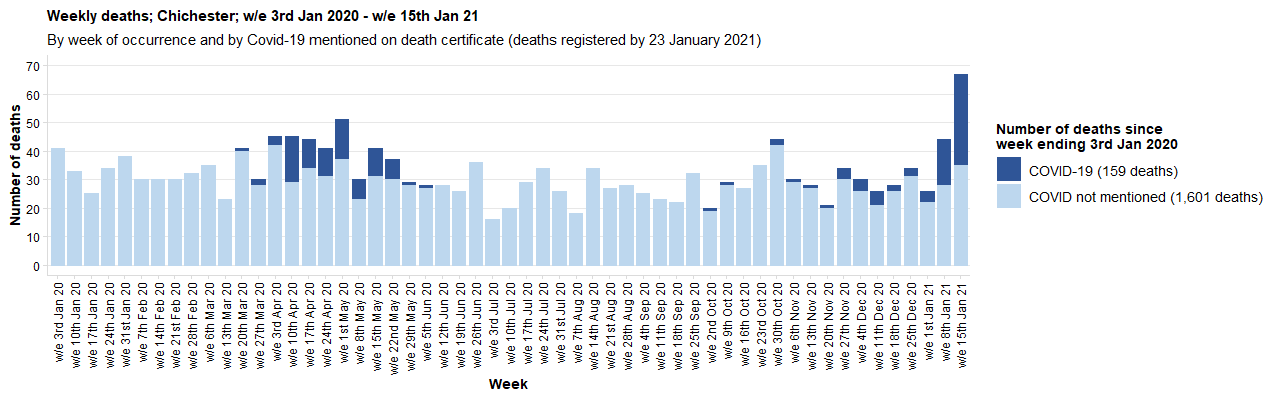 Weekly deaths; Chichester; w/e 3rd Jan 2020 - w/e 15th Jan 21
By week of occurrence and by Covid-19 mentioned on death certificate (deaths registered by 23 January 2021)
Number of deaths
70
60
50
40
30
20
10
0
w/e 3rd Jan 20
w/e 10th Jan 20
w/e 17th Jan 20
w/e 24th Jan 20
w/e 31st Jan 20
w/e 7th Feb 20
w/e 14th Feb 20
w/e 21st Feb 20
w/e 28th Feb 20
w/e 6th Mar 20
w/e 13th Mar 20
w/e 20th Mar 20
w/e 27th Mar 20
w/e 3rd Apr 20
w/e 10th Apr 20
w/e 17th Apr 20
w/e 24th Apr 20
w/e 1st May 20
w/e 8th May 20
w/e 15th May 20
w/e 22nd May 20
w/e 29th May 20
w/e 5th Jun 20
w/e 12th Jun 20
w/e 19th Jun 20
w/e 26th Jun 20
w/e 3rd Jul 20
w/e 10th Jul 20
w/e 17th Jul 20
w/e 24th Jul 20
w/e 31st Jul 20
w/e 7th Aug 20
w/e 14th Aug 20
w/e 21st Aug 20
w/e 28th Aug 20
w/e 4th Sep 20
w/e 11th Sep 20
w/e 18th Sep 20
w/e 25th Sep 20
w/e 2nd Oct 20
w/e 9th Oct 20
w/e 16th Oct 20
w/e 23rd Oct 20
w/e 30th Oct 20
w/e 6th Nov 20
w/e 13th Nov 20
w/e 20th Nov 20
w/e 27th Nov 20
w/e 4th Dec 20
w/e 11th Dec 20
w/e 18th Dec 20
w/e 25th Dec 20
w/e 1st Jan 21
w/e 8th Jan 21
w/e 15th Jan 21
Week
Number of deaths since
week ending 3rd Jan 2020
COVID-19 (159 deaths)
COVID not mentioned (1,601 deaths)